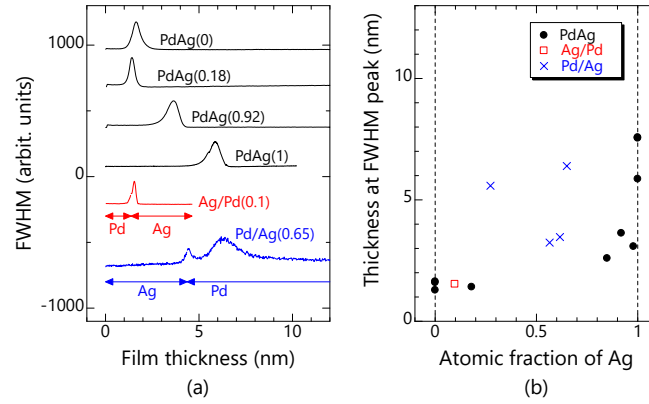 1000
0
-1000
FWHM (arbit. units)
PdAg(0)
PdAg(0.18)
PdAg(0.92)
PdAg(1)
Ag/Pd(0.1)
Pd
Ag
Pd/Ag(0.65)
Ag
Pd
0
5
10
Film thickness (nm)
(a)
Thickness at FWHM peak (nm)
10
5
0
PdAg
Ag/Pd
Pd/Ag
0
0.5
1
Atomic fraction of Ag
(b)